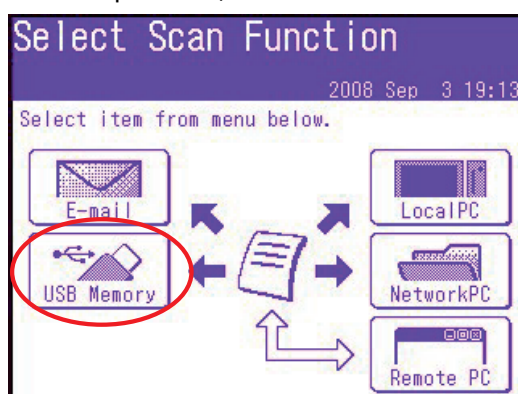 Select Scan Function
2008 Sep 3 19:13
Select item from menu below.
E-mail
LocalPC
USB Memory
NetworkPC
Remote PC